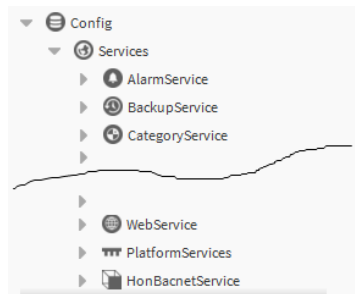 Config
Services
AlarmService
BackupService
CategoryService
WebService
PlatformServices
HonBacnetService